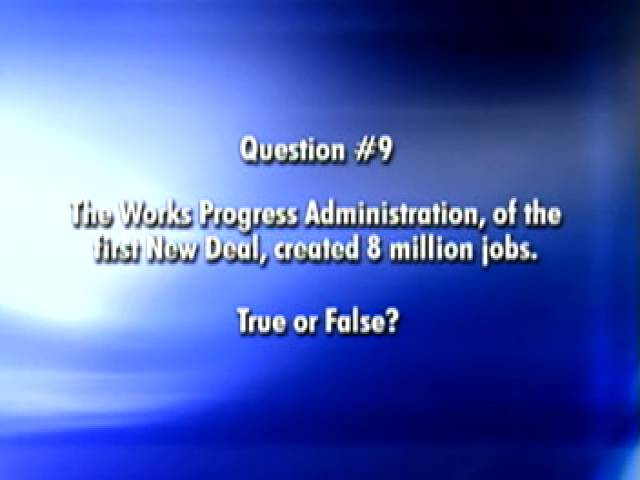 Question #9
The Works Progress Administration, of the
first New Deal, created 8 million jobs.
True or False?